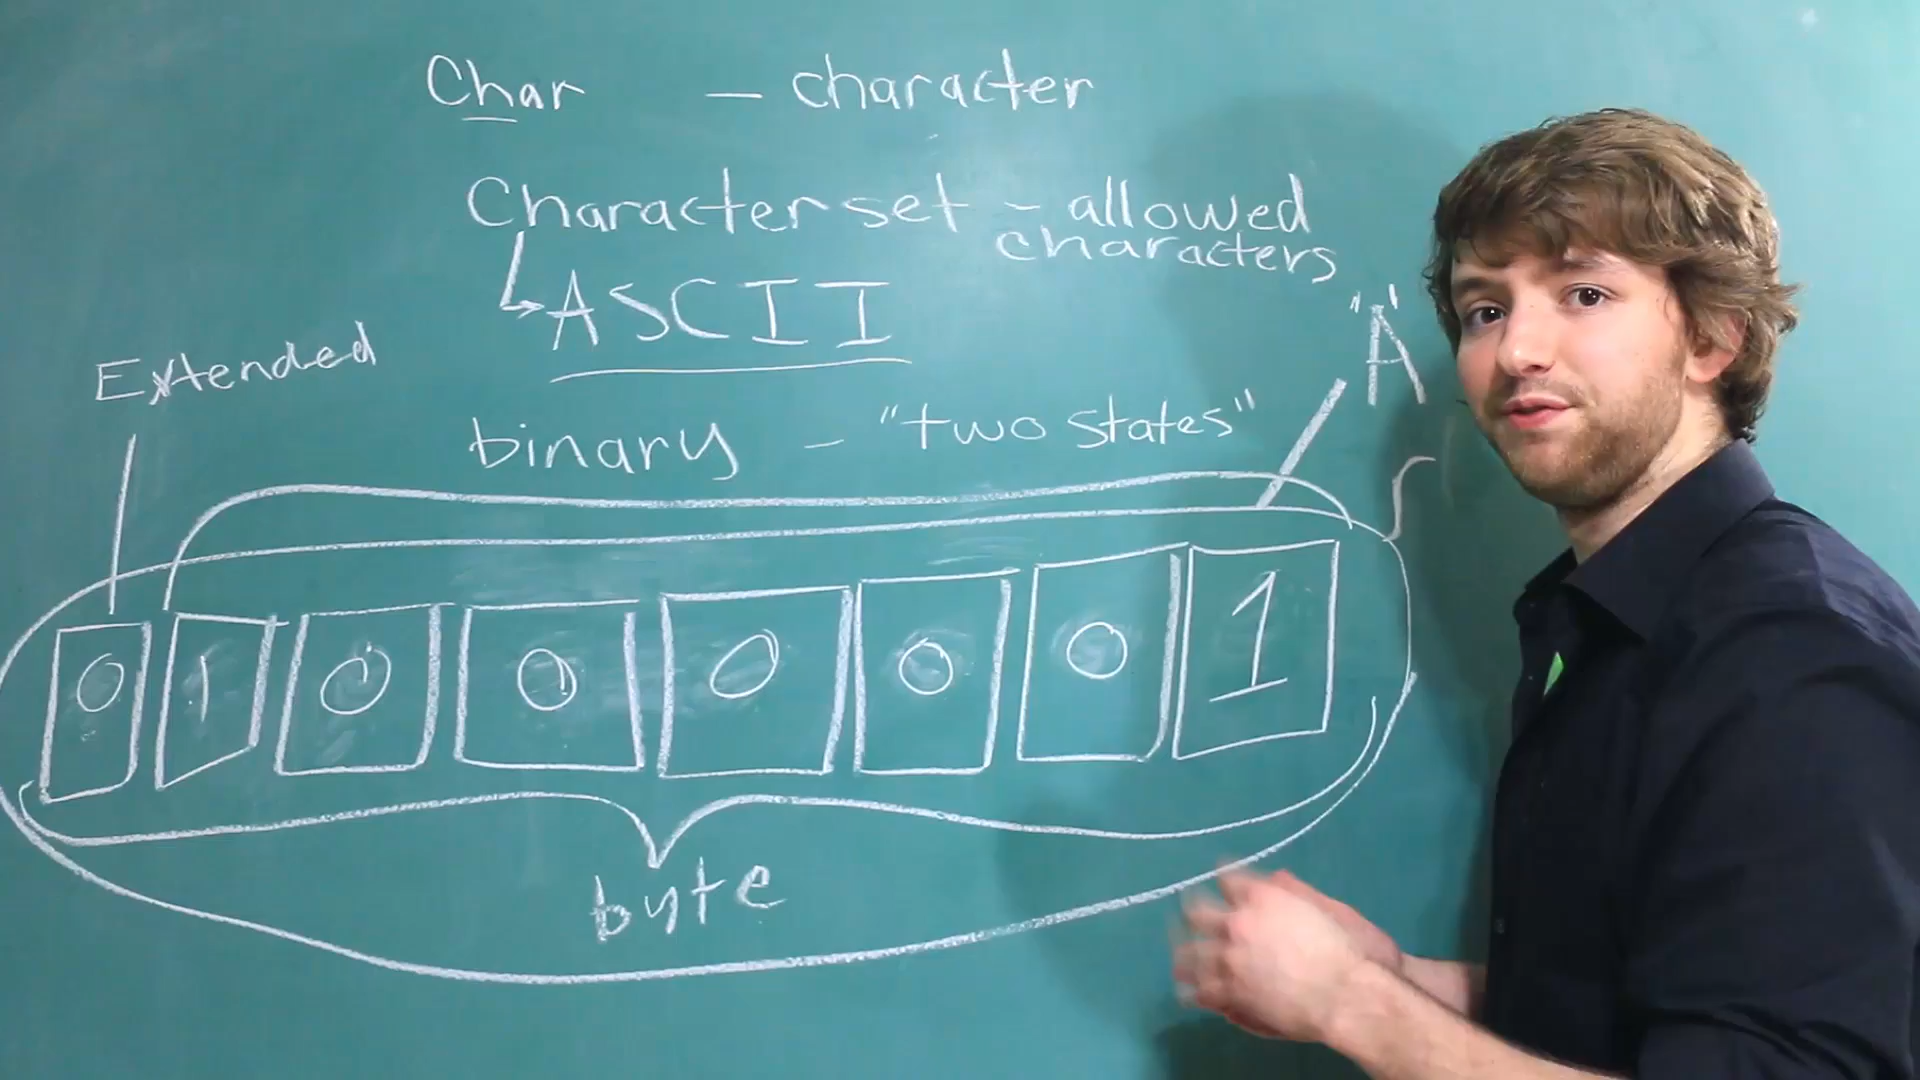 Char – character
Character set – allowed
characters
ASCII
"A"
Extended
binary – "two states"
0 1 0 0 0 0 0 1
byte